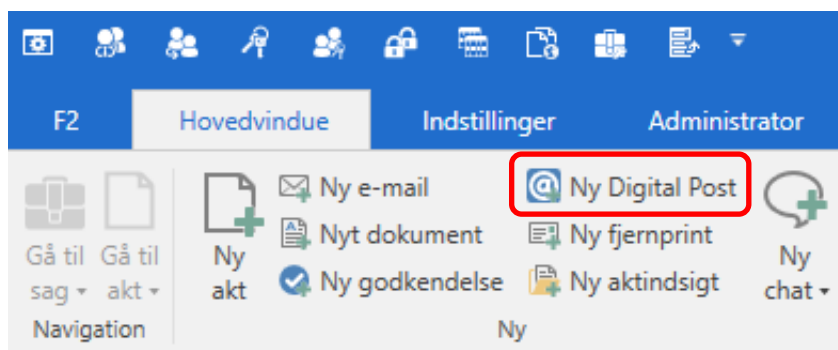 F2 Hovedvindue Indstillinger Administrator
Gå til sag
Gå til akt
Ny akt
Ny e-mail
Nyt dokument
Ny godkendelse
Ny Digital Post
Ny fjernprint
Ny aktindsigt
Ny chat
Navigation
Ny